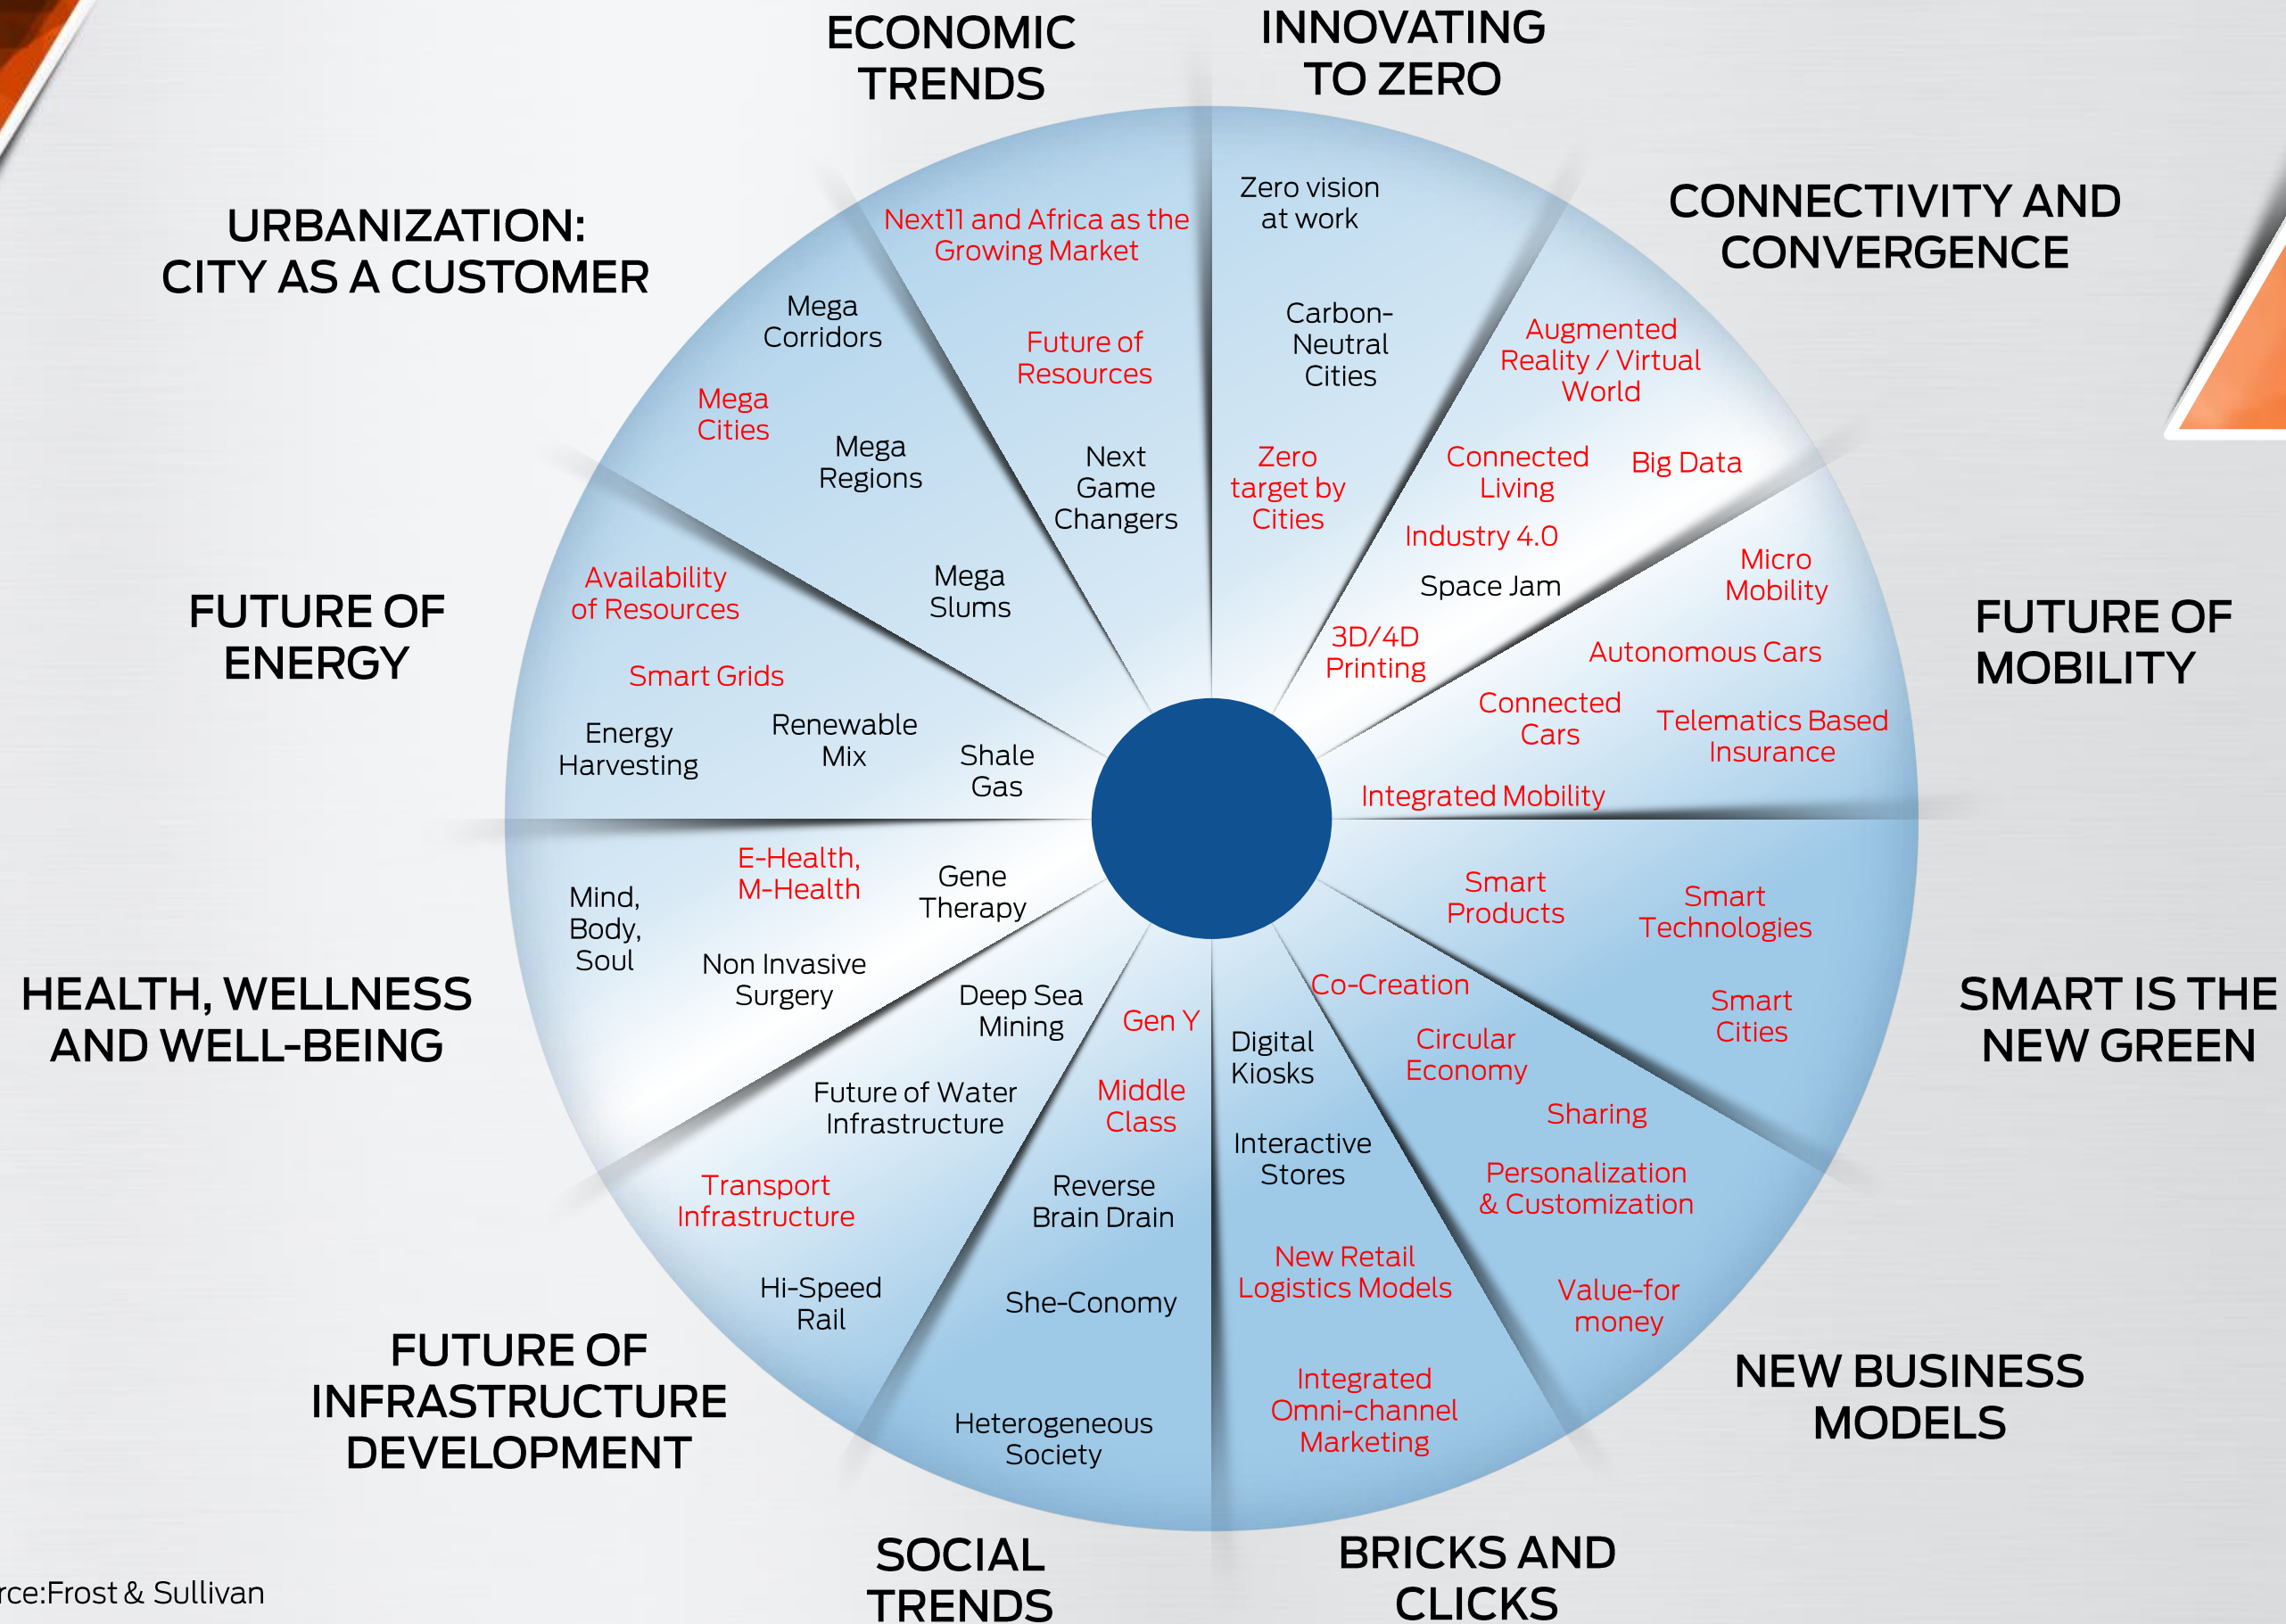 ECONOMIC
TRENDS
Next11 and Africa as the
Growing Market
Future of
Resources
Next
Game
Changers
INNOVATING
TO ZERO
Zero vision
at work
Carbon-
Neutral
Cities
Zero
target by
Cities
CONNECTIVITY AND
CONVERGENCE
Augmented
Reality / Virtual
World
Connected
Living
Big Data
Industry 4.0
Space Jam
3D/4D
Printing
FUTURE OF
MOBILITY
Micro
Mobility
Autonomous Cars
Connected
Cars
Telematics Based
Insurance
Integrated Mobility
SMART IS THE
NEW GREEN
Smart
Products
Smart
Technologies
Smart
Cities
NEW BUSINESS
MODELS
Co-Creation
Circular
Economy
Sharing
Personalization
& Customization
Value-for
money
BRICKS AND
CLICKS
Digital
Kiosks
Interactive
Stores
New Retail
Logistics Models
Integrated
Omni-channel
Marketing
SOCIAL
TRENDS
Gen Y
Middle
Class
Reverse
Brain Drain
She-Conomy
Heterogeneous
Society
FUTURE OF
INFRASTRUCTURE
DEVELOPMENT
Deep Sea
Mining
Future of Water
Infrastructure
Transport
Infrastructure
Hi-Speed
Rail
HEALTH, WELLNESS
AND WELL-BEING
E-Health,
M-Health
Gene
Therapy
Mind,
Body,
Soul
Non Invasive
Surgery
FUTURE OF
ENERGY
Availability
of Resources
Smart Grids
Energy
Harvesting
Renewable
Mix
Shale
Gas
URBANIZATION:
CITY AS A CUSTOMER
Mega
Corridors
Mega
Cities
Mega
Regions
Mega
Slums
rce:Frost & Sullivan